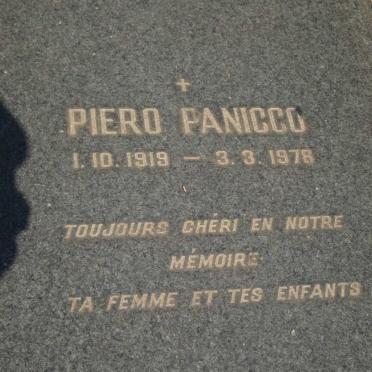 PIERO PANICCO
1. 10. 1919 — 3. 3. 1976
TOUJOURS CHÉRI EN NOTRE
MÉMOIRE
TA FEMME ET TES ENFANTS